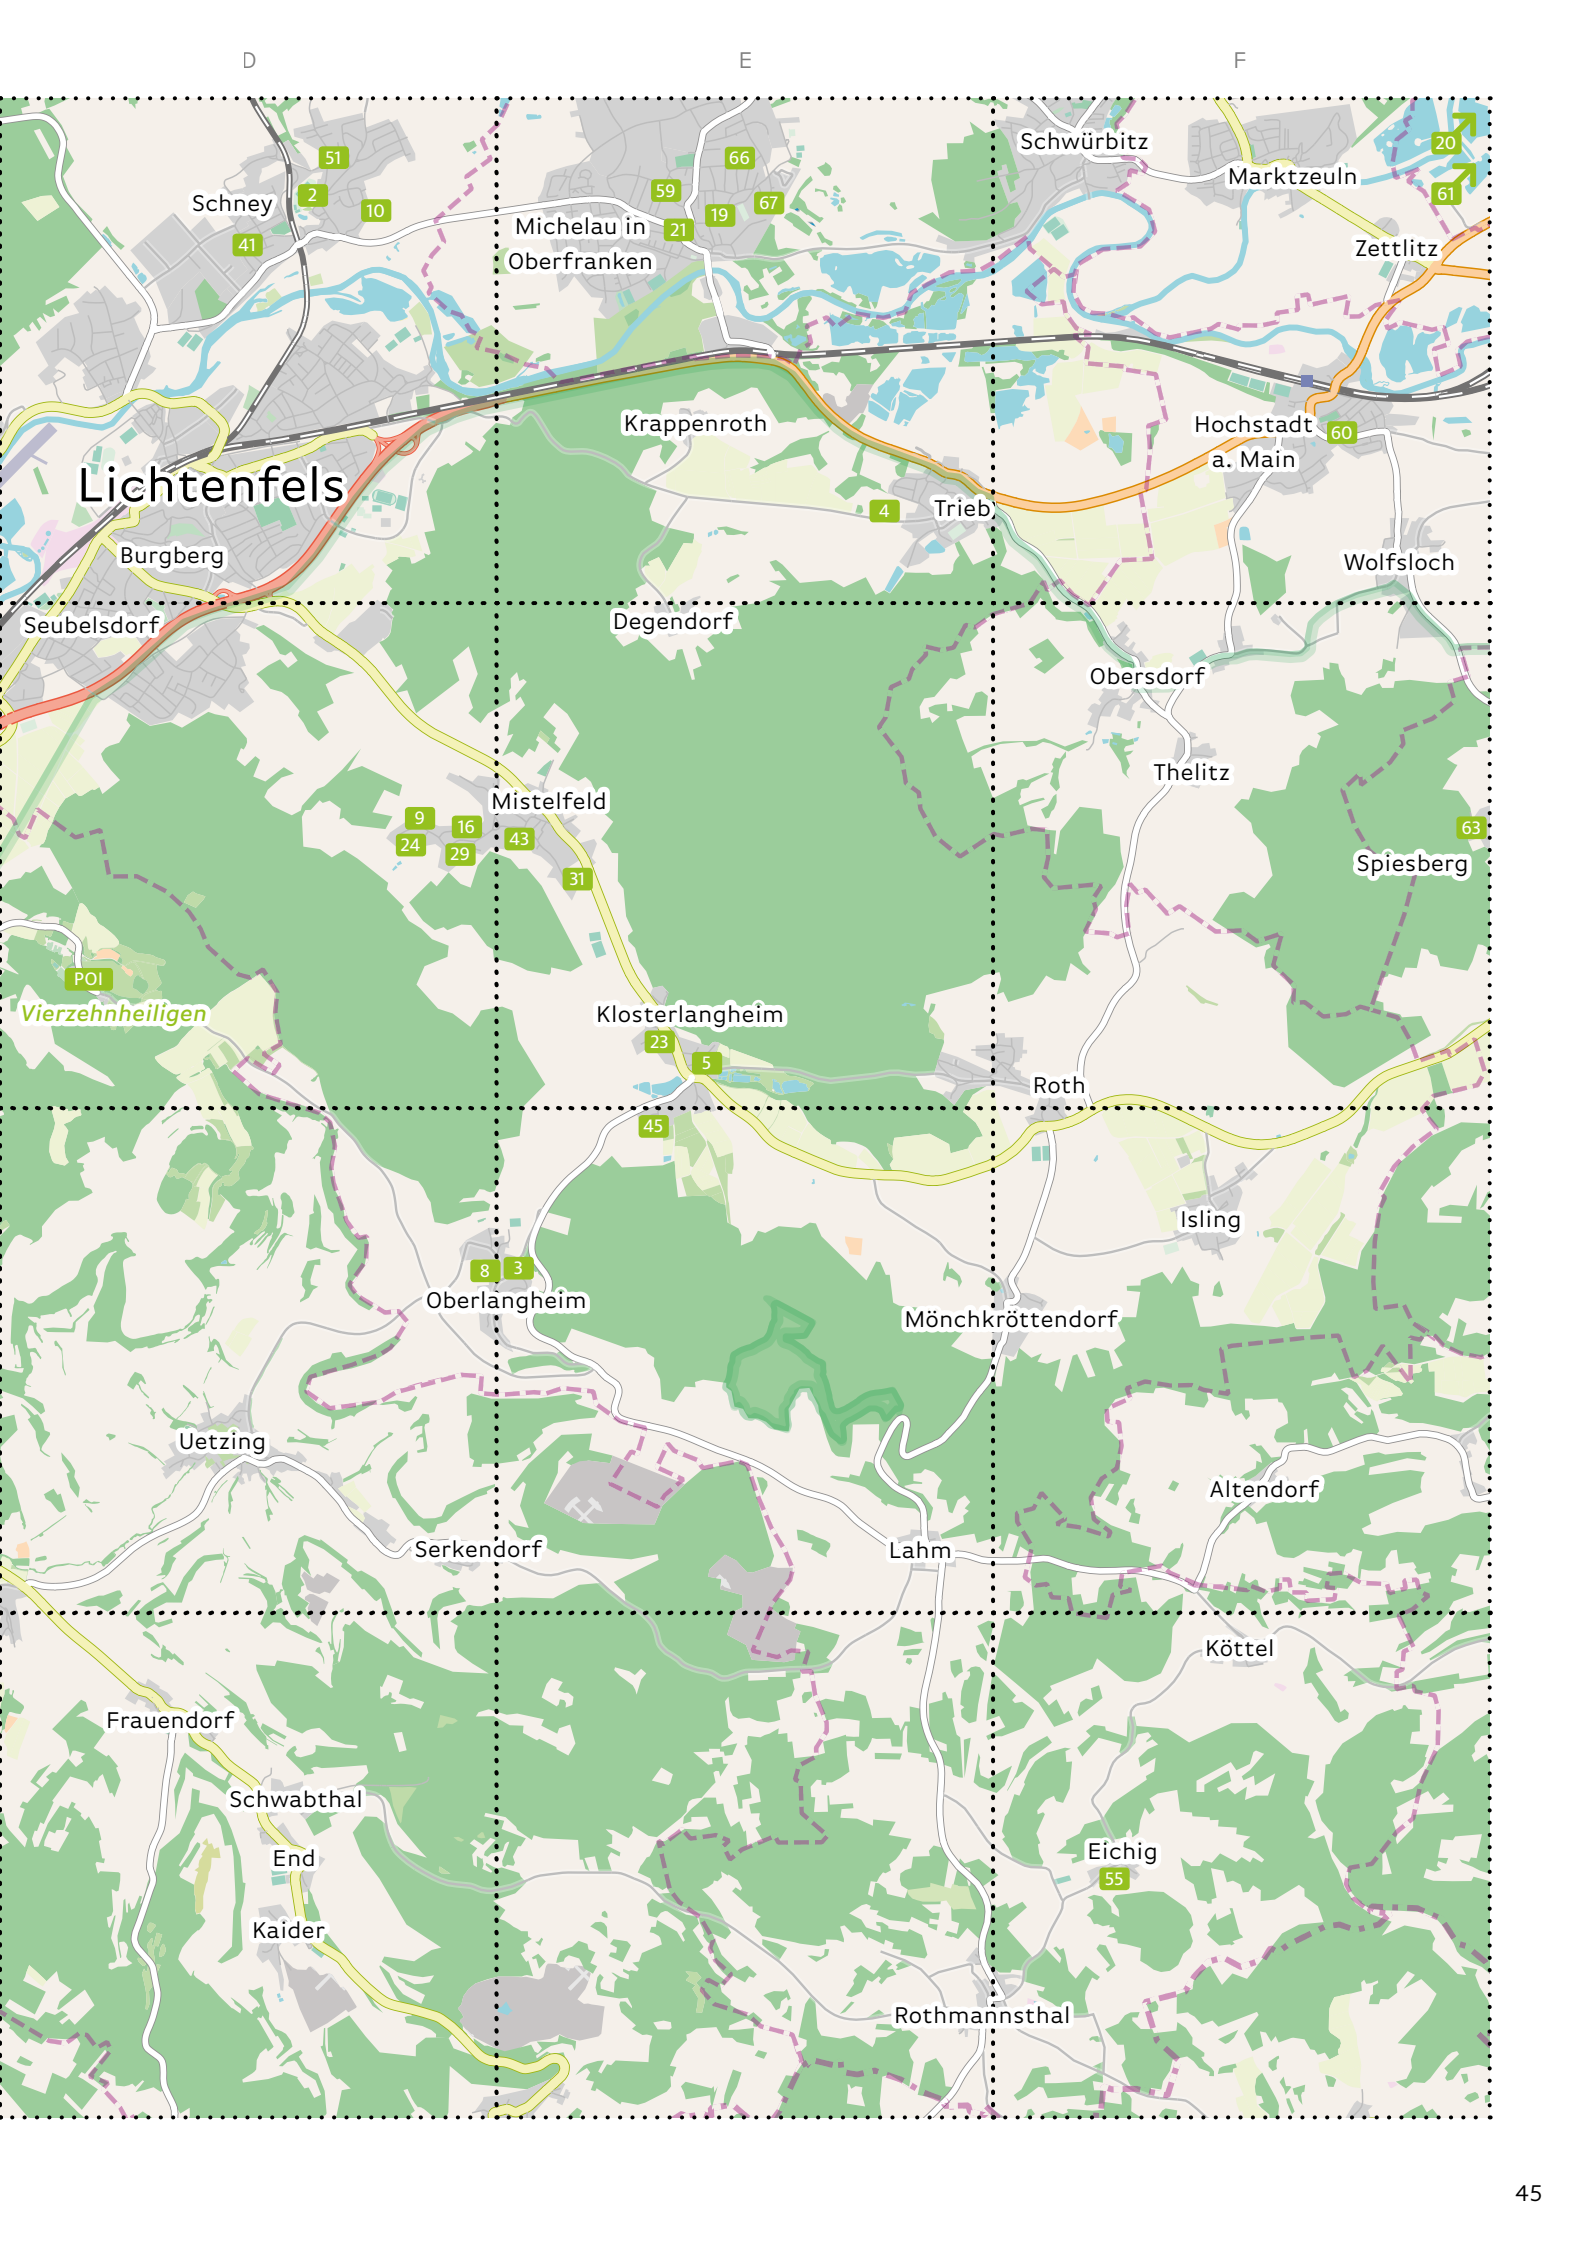 D E F
Schwürbitz
20
51 66
Marktzeuln
59 61
2
Schney 10 67
19
Michelau in 21
41 Zettlitz
Oberfranken
Krappenroth Hochstadt 60
a. Main
Lichtenfels
4 Trieb
Burgberg Wolfsloch
Seubelsdorf Degendorf
Obersdorf
Thelitz
Mistelfeld
9 16 63
24 29 43
Spiesberg
31
POI
Vierzehnheiligen Klosterlangheim
23
5
Roth
45
Isling
8 3
Oberlangheim
Mönchkröttendorf
Uetzing
Altendorf
Serkendorf Lahm
Köttel
Frauendorf
Schwabthal
Eichig
End
55
Kaider
Rothmannsthal
45